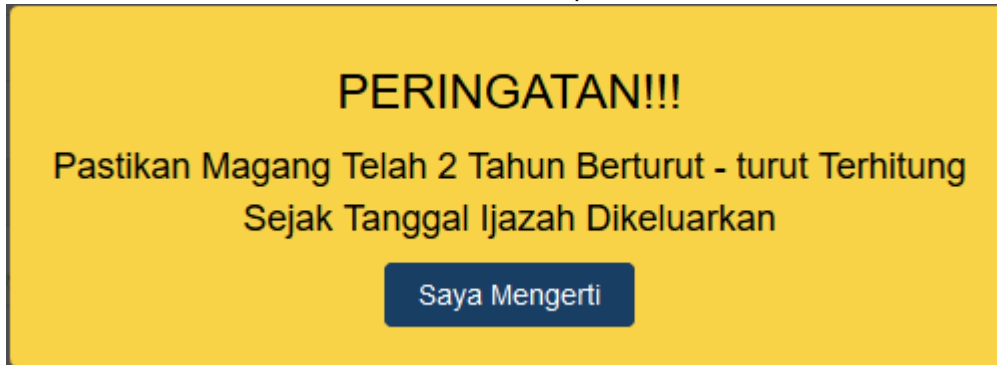 PERINGATAN!!!
Pastikan Magang Telah 2 Tahun Berturut - turut Terhitung
Sejak Tanggal Ijazah Dikeluarkan
Saya Mengerti